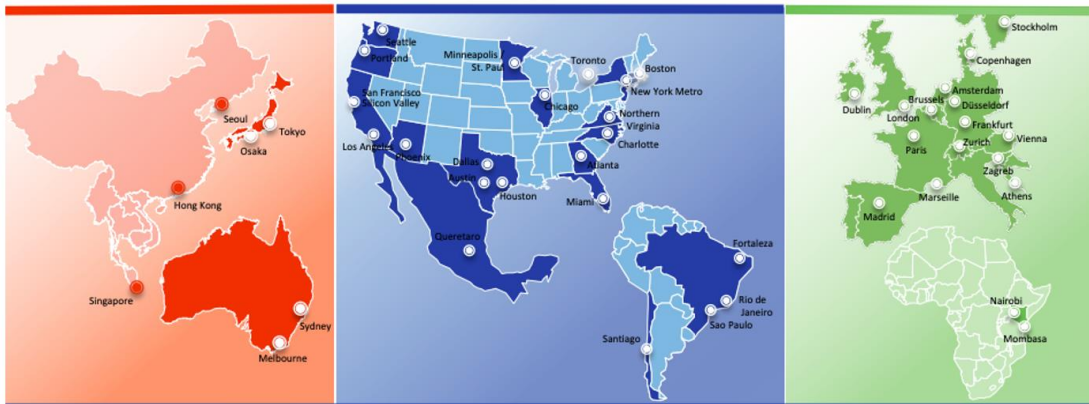 Seoul
Tokyo
Osaka
Hong Kong
Singapore
Sydney
Melbourne
Seattle
Portland
Minneapolis /
St. Paul
Toronto
Boston
New York Metro
San Francisco
Silicon Valley
Chicago
Northern
Virginia
Los Angeles
Phoenix
Charlotte
Dallas
Atlanta
Austin
Houston
Miami
Queretaro
Fortaleza
Rio de
Janeiro
Sao Paulo
Santiago
Stockholm
Copenhagen
Amsterdam
Brussels
Düsseldorf
Dublin
London
Frankfurt
Vienna
Paris
Zurich
Zagreb
Marseille
Athens
Madrid
Nairobi
Mombasa